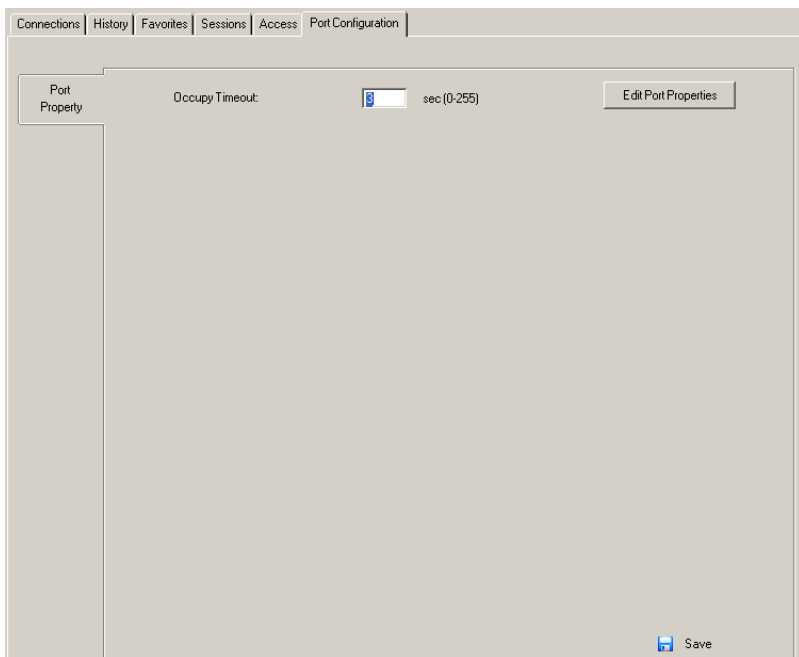 Connections History Favorites Sessions Access Port Configuration
Port
Property
Occupy Timeout: 3 sec (0-255) Edit Port Properties
Save